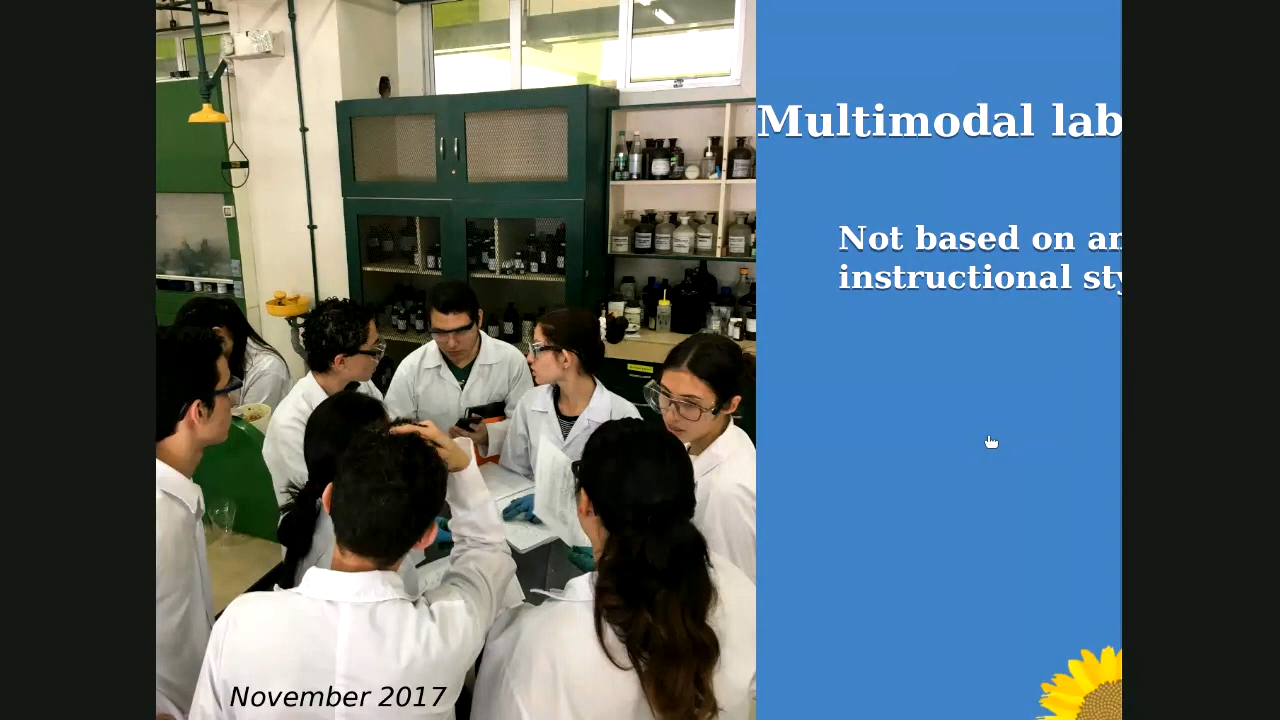 Multimodal lab
Not based on an
instructional sty
November 2017